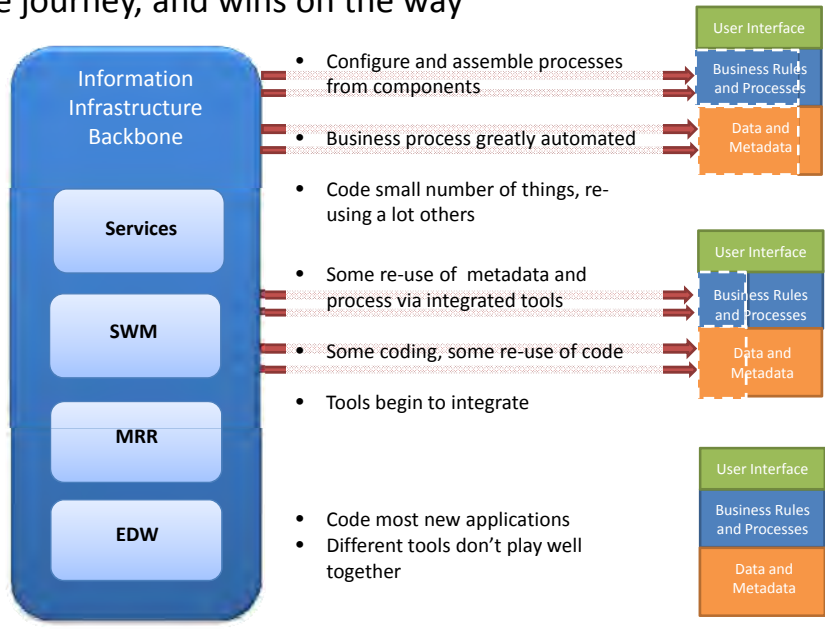 e journey, and wins on the way
Information
Infrastructure
Backbone
Services
SWM
MRR
EDW
• Configure and assemble processes
from components
• Business process greatly automated
• Code small number of things, re-
using a lot others
• Some re-use of metadata and
process via integrated tools
• Some coding, some re-use of code
• Tools begin to integrate
• Code most new applications
• Different tools don’t play well
together
User Interface
Business Rules
and Processes
Data and
Metadata
User Interface
Business Rules
and Processes
Data and
Metadata
User Interface
Business Rules
and Processes
Data and
Metadata